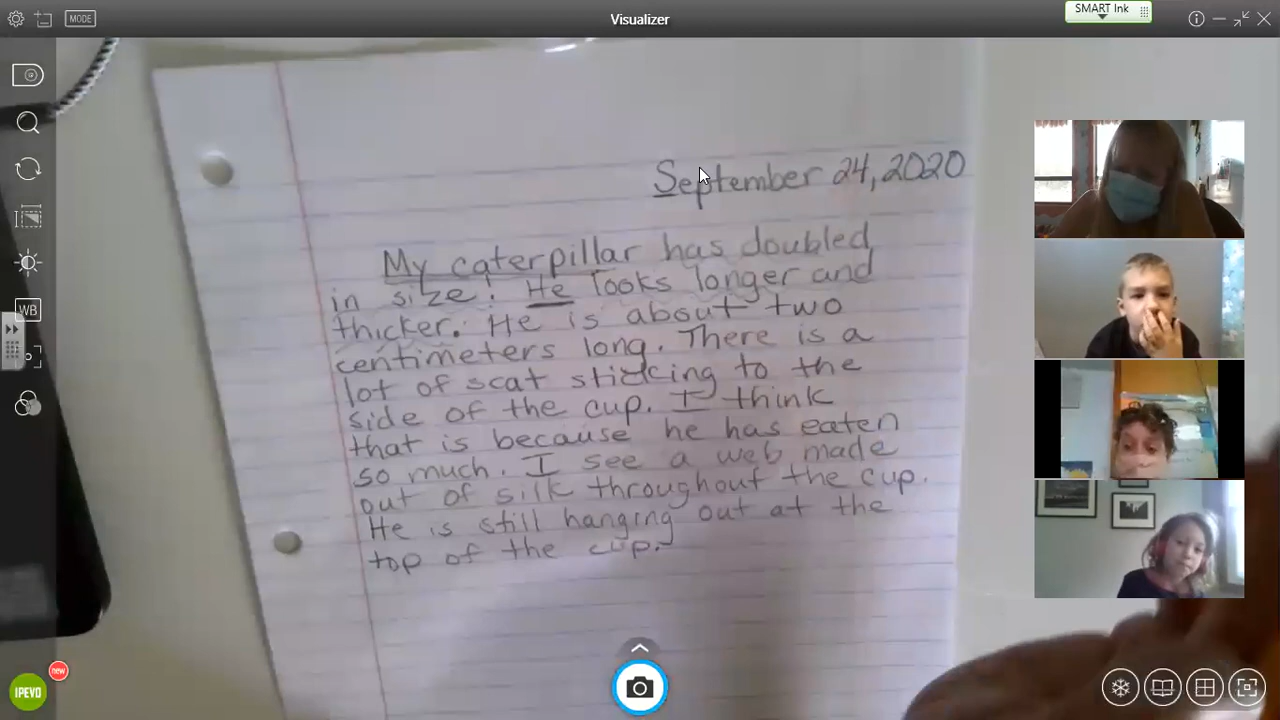 Visualizer
SMART Ink
MODE
September 24, 2020
My caterpillar has doubled
in size. He looks longer and
thicker. He is about two
centimeters long. There is a
lot of scat sticking to the
side of the cup. I think
that is because he has eaten
so much. I see a web made
out of silk throughout the cup.
He is still hanging out at the
top of the cup.
WB
new
IPEVO